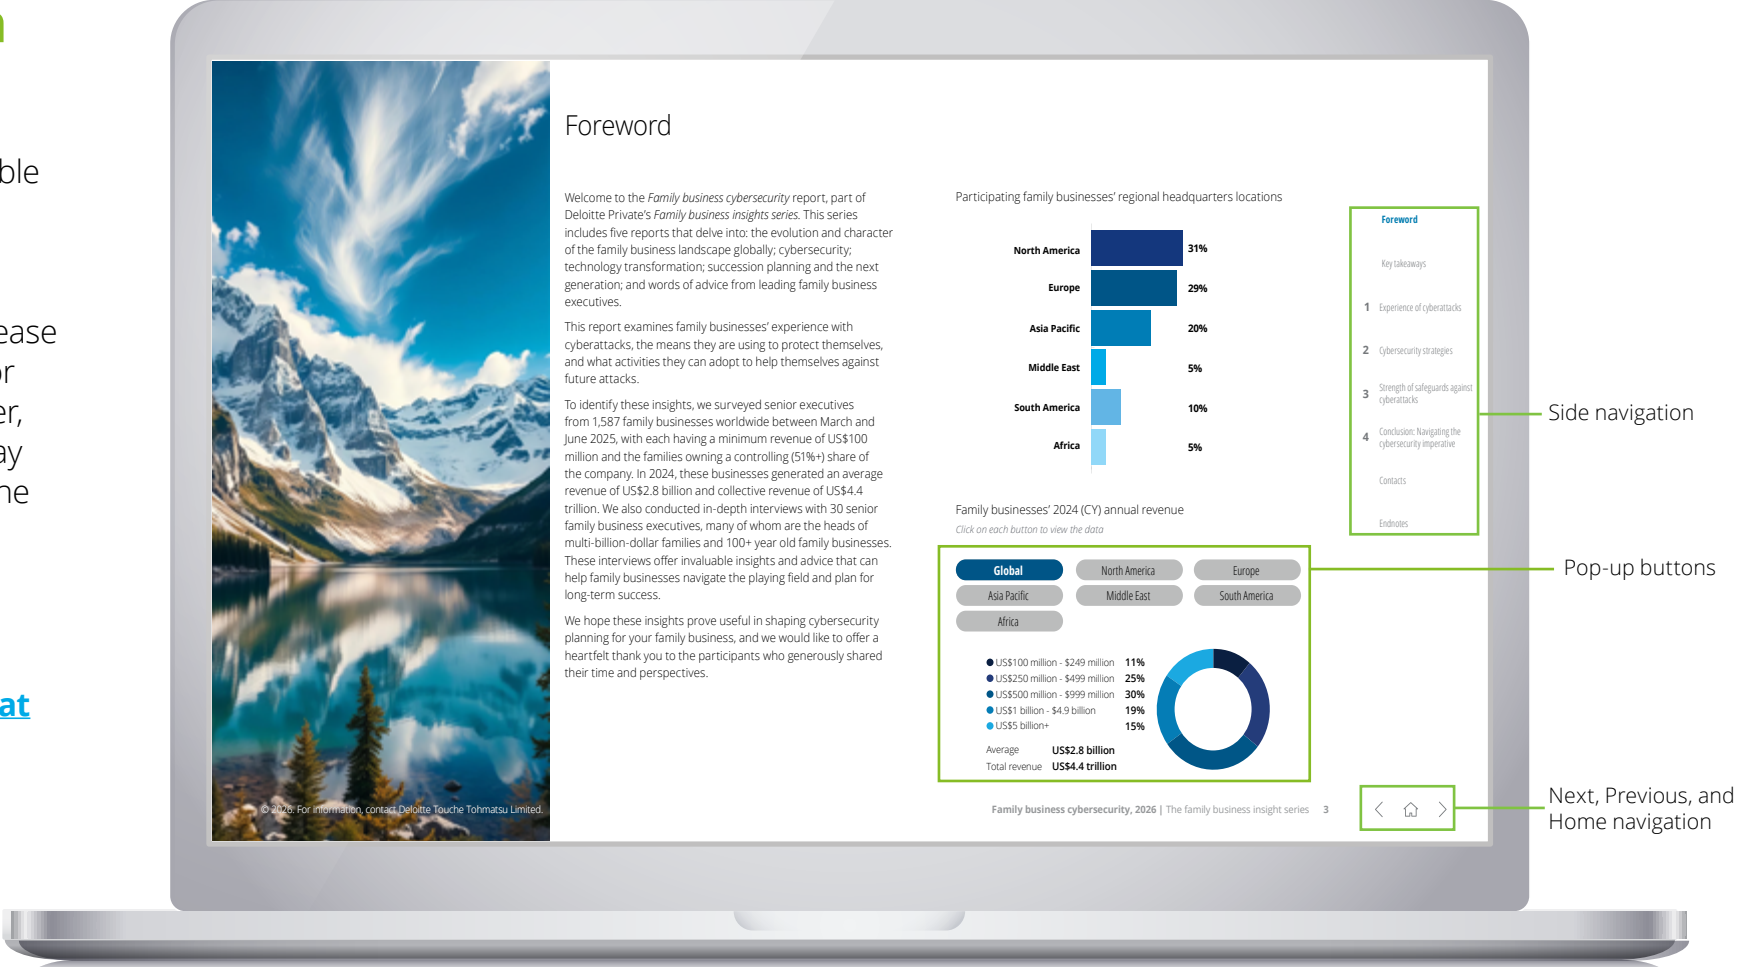 ble
ease
or
er,
ay
ne
at
Foreword
Welcome to the Family business cybersecurity report, part of
Deloitte Private's Family business insights series. This series
includes five reports that delve into: the evolution and character
of the family business landscape globally; cybersecurity;
technology transformation; succession planning and the next
generation; and words of advice from leading family business
executives.
This report examines family businesses' experience with
cyberattacks, the means they are using to protect themselves,
and what activities they can adopt to help themselves against
future attacks.
To identify these insights, we surveyed senior executives
from 1,587 family businesses worldwide between March and
June 2025, with each having a minimum revenue of US$100
million and the families owning a controlling (51%+) share of
the company. In 2024, these businesses generated an average
revenue of US$2.8 billion and collective revenue of US$4.4
trillion. We also conducted in-depth interviews with 30 senior
family business executives, many of whom are the heads of
multi-billion-dollar families and 100+ year old family businesses.
These interviews offer invaluable insights and advice that can
help family businesses navigate the playing field and plan for
long-term success.
We hope these insights prove useful in shaping cybersecurity
planning for your family business, and we would like to offer a
heartfelt thank you to the participants who generously shared
their time and perspectives.
Participating family businesses' regional headquarters locations
North America 31%
Europe 29%
Asia Pacific 20%
Middle East 5%
South America 10%
Africa 5%
Family businesses' 2024 (CY) annual revenue
Click on each button to view the data
Global North America Europe
Asia Pacific Middle East South America
Africa
US$100 million - $249 million 11%
US$250 million - $499 million 25%
US$500 million - $999 million 30%
US$1 billion - $4.9 billion 19%
US$5 billion+ 15%
Average US$2.8 billion
Total revenue US$4.4 trillion
Foreword
Key takeaways
1 Experience of cyberattacks
2 Cybersecurity strategies
3 Strength of safeguards against
cyberattacks
4 Conclusion: Navigating the
cybersecurity imperative
Contacts
Endnotes
© 2026. For information, contact Deloitte Touche Tohmatsu Limited.
Family business cybersecurity, 2026 | The family business insight series 3
Side navigation
Pop-up buttons
Next, Previous, and
Home navigation